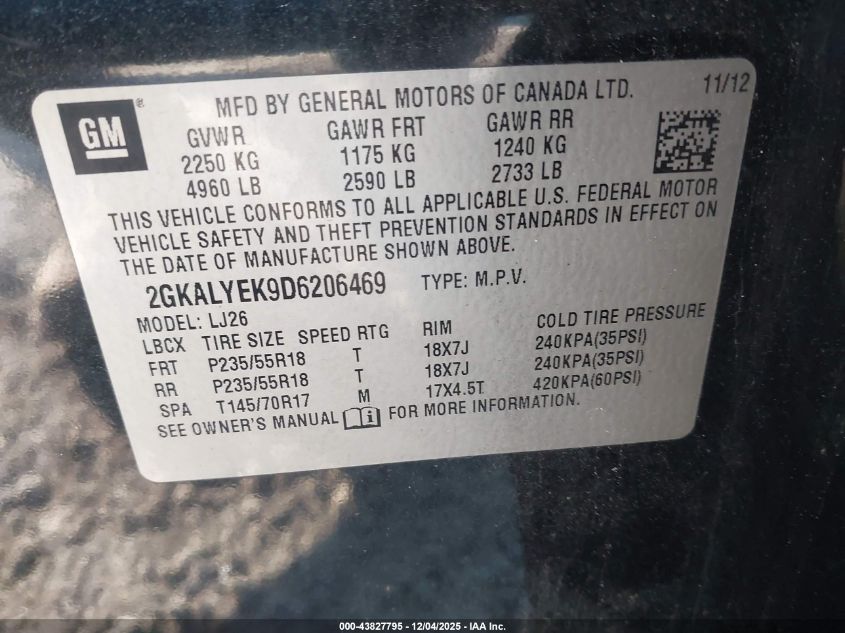 GM ®
MFD BY GENERAL MOTORS OF CANADA LTD. 11/12
GVWR GAWR FRT GAWR RR
2250 KG 1175 KG 1240 KG
4960 LB 2590 LB 2733 LB
THIS VEHICLE CONFORMS TO ALL APPLICABLE U.S. FEDERAL MOTOR
VEHICLE SAFETY AND THEFT PREVENTION STANDARDS IN EFFECT ON
THE DATE OF MANUFACTURE SHOWN ABOVE.
2GKALYEK9D6206469 TYPE: M.P.V.
MODEL: LJ26
LBCX TIRE SIZE SPEED RTG RIM COLD TIRE PRESSURE
FRT P235/55R18 T 18X7J 240KPA(35PSI)
RR P235/55R18 T 18X7J 240KPA(35PSI)
SPA T145/70R17 M 17X4.5T 420KPA(60PSI)
SEE OWNER'S MANUAL i FOR MORE INFORMATION.
000-43827795 - 12/04/2025 - IAA Inc.